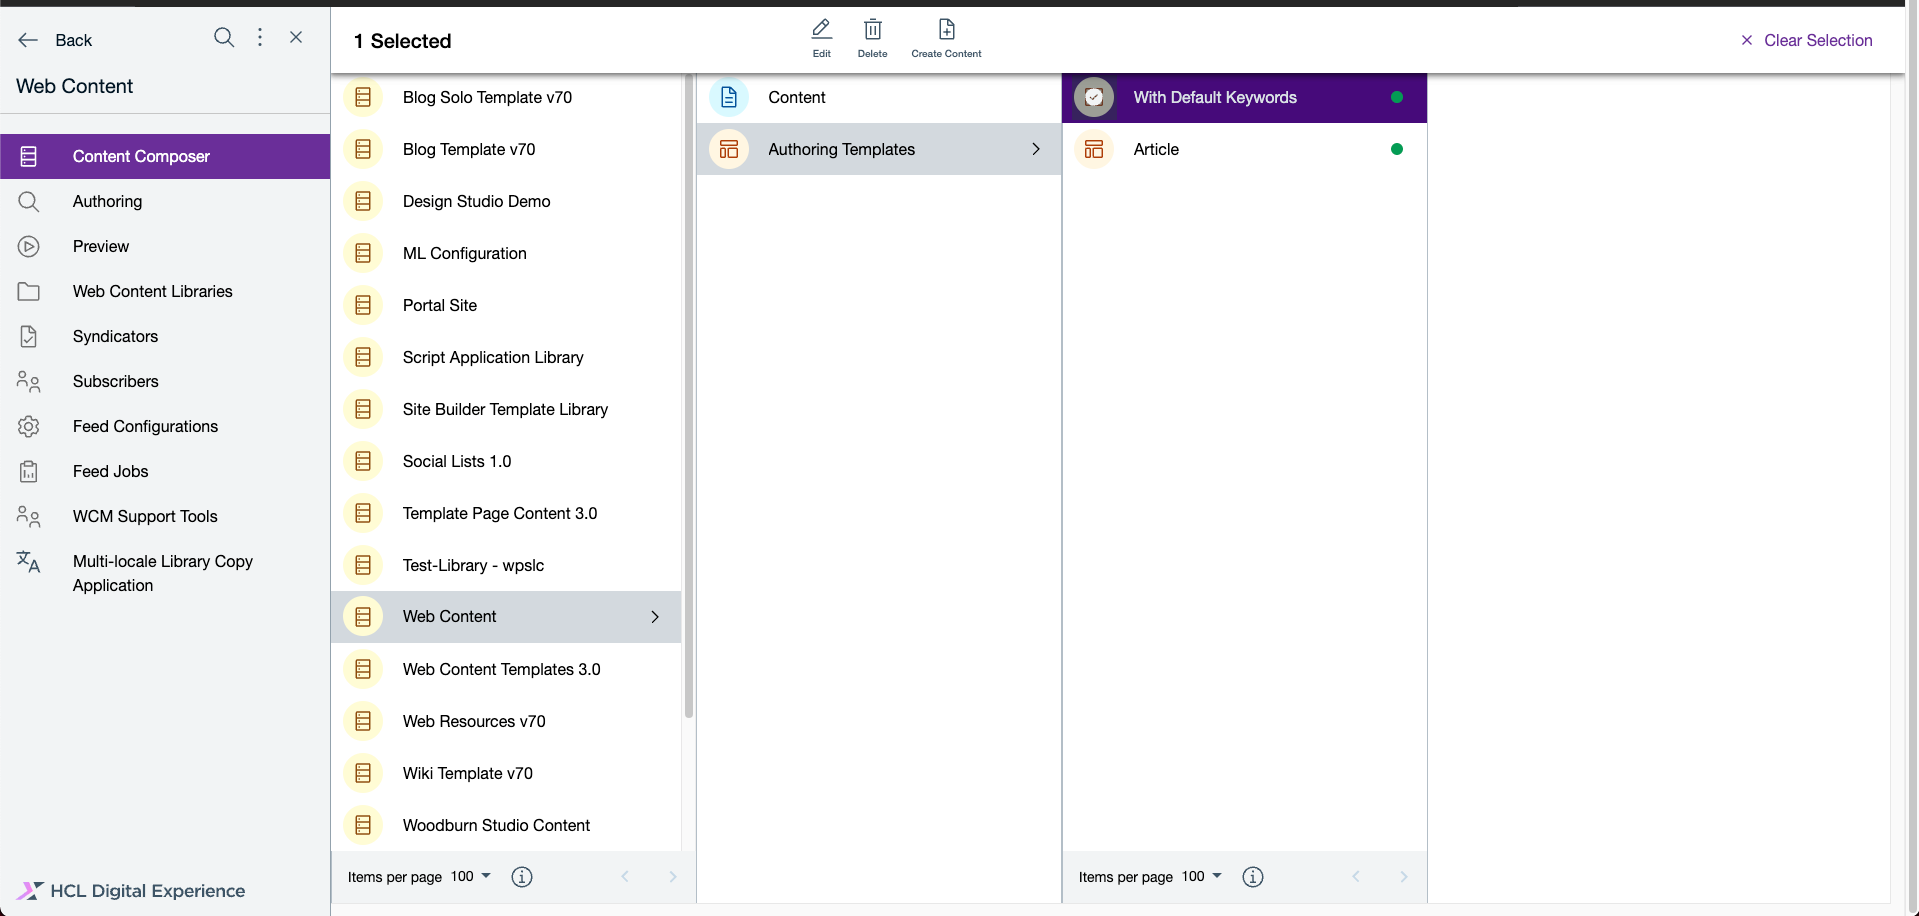 Back
Web Content
Content Composer
Authoring
Preview
Web Content Libraries
Syndicators
Subscribers
Feed Configurations
Feed Jobs
WCM Support Tools
Multi-locale Library Copy
Application
HCL Digital Experience
1 Selected
Edit
Delete
Create Content
Clear Selection
Blog Solo Template v70
Blog Template v70
Design Studio Demo
ML Configuration
Portal Site
Script Application Library
Site Builder Template Library
Social Lists 1.0
Template Page Content 3.0
Test-Library - wpslc
Web Content
Web Content Templates 3.0
Web Resources v70
Wiki Template v70
Woodburn Studio Content
Items per page 100
Content
Authoring Templates
With Default Keywords
Article
Items per page 100